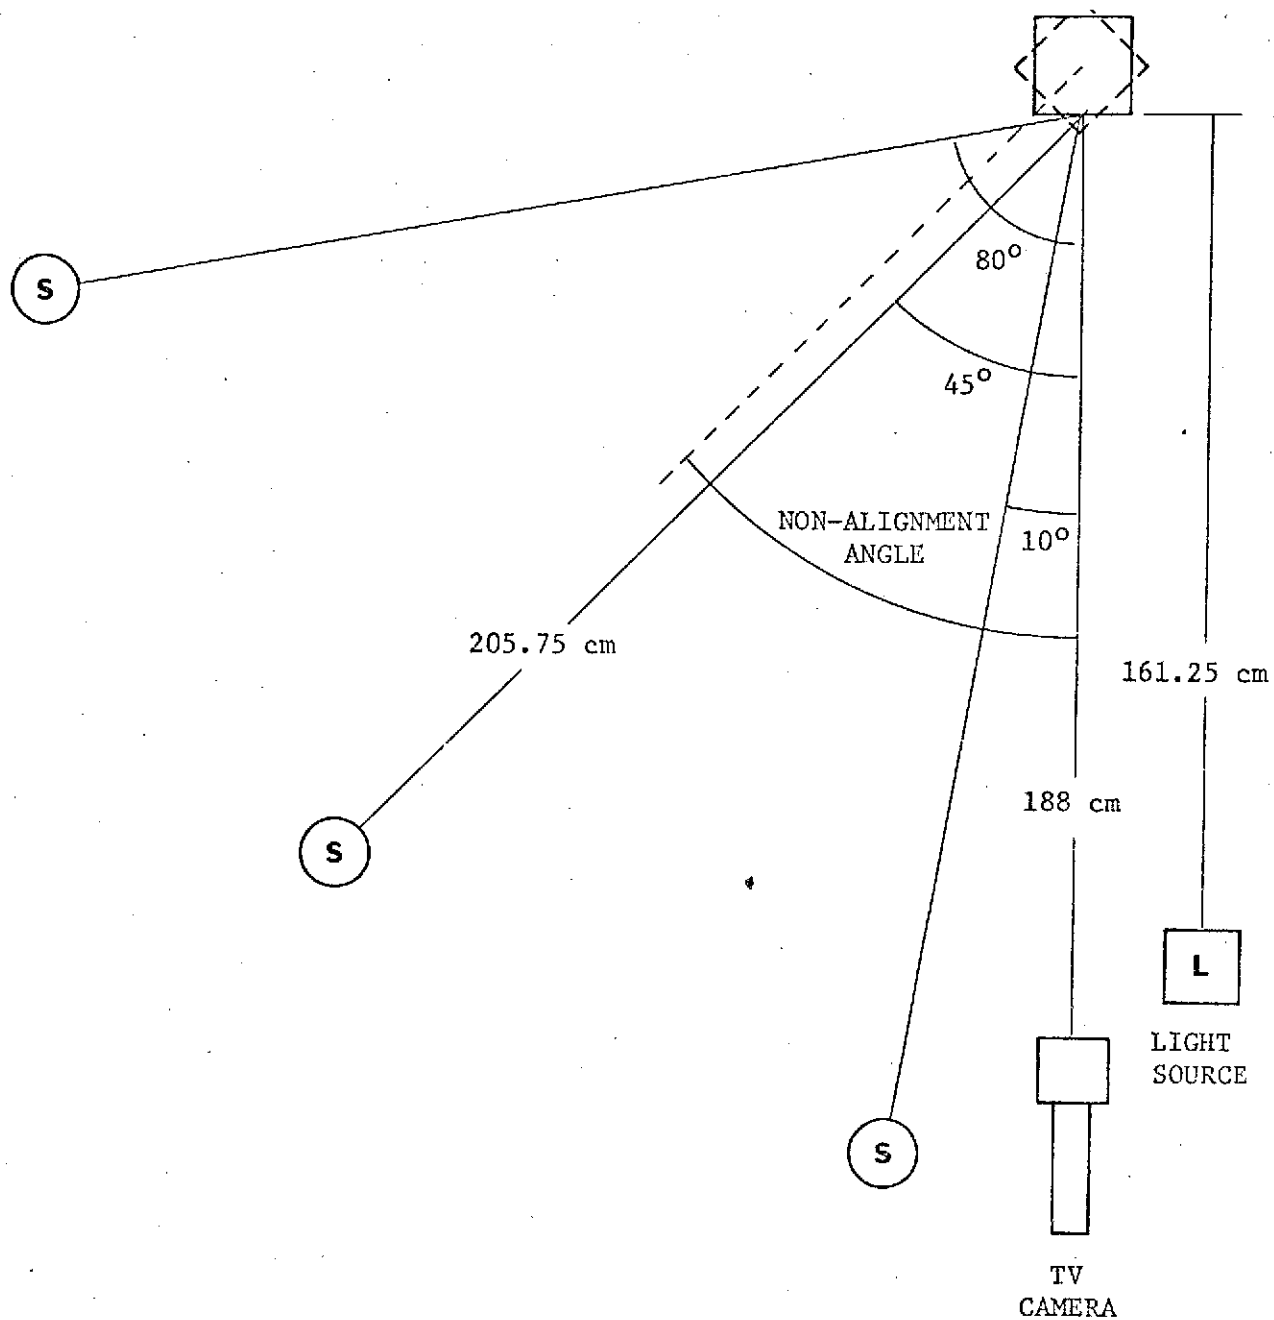 80°
S
45°
NON-ALIGNMENT
ANGLE
10°
205.75 cm
161.25 cm
188 cm
S
L
LIGHT
SOURCE
S
TV
CAMERA